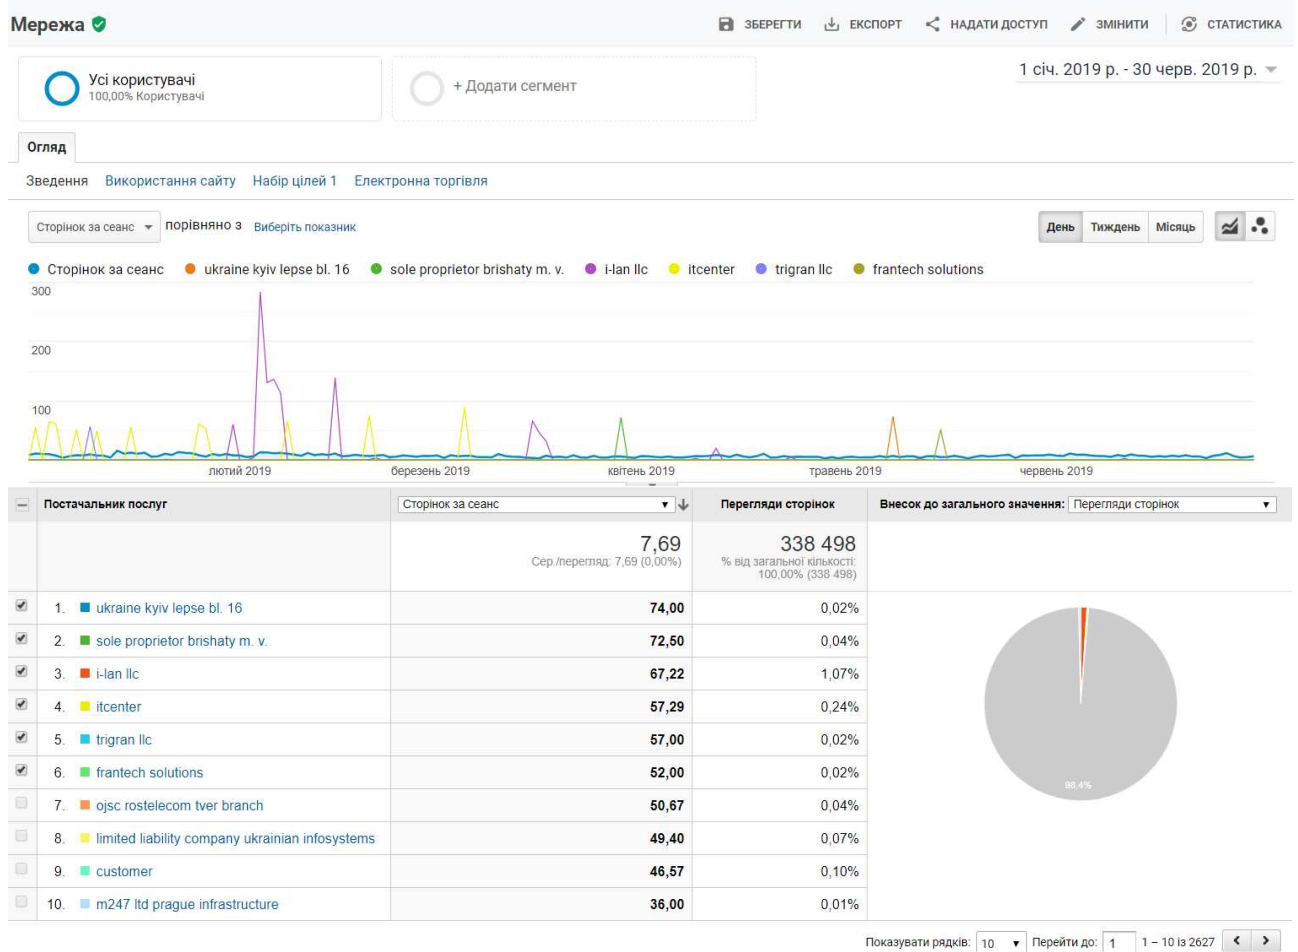 Мережа
ЗБЕРЕГТИ ЕКСПОРТ НАДАТИ ДОСТУП ЗМІНИТИ СТАТИСТИКА
Усі користувачі
100,00% Користувачі
+ Додати сегмент
1 січ. 2019 р. - 30 черв. 2019 р.
Огляд
Зведення Використання сайту Набір цілей 1 Електронна торгівля
Сторінок за сеанс порівняно з Виберіть показник
День Тиждень Місяць
Сторінок за сеанс ukraine kyiv lepse bl. 16 sole proprietor brishaty m. v. i-lan llc itcenter trigran llc frantech solutions
300
200
100
лютий 2019 березень 2019 квітень 2019 травень 2019 червень 2019
Постачальник послуг Сторінок за сеанс Перегляди сторінок Внесок до загального значення: Перегляди сторінок
7,69 338 498
Сер./перегляд: 7,69 (0,00%) % від загальної кількості:
100,00% (338 498)
1. ukraine kyiv lepse bl. 16 74,00 0,02%
2. sole proprietor brishaty m. v. 72,50 0,04%
3. i-lan llc 67,22 1,07%
4. itcenter 57,29 0,24%
5. trigran llc 57,00 0,02%
6. frantech solutions 52,00 0,02%
98,4%
7. ojsc rostelecom tver branch 50,67 0,04%
8. limited liability company ukrainian infosystems 49,40 0,07%
9. customer 46,57 0,10%
10. m247 ltd prague infrastructure 36,00 0,01%
Показувати рядків: 10 Перейти до: 1 1 – 10 із 2627